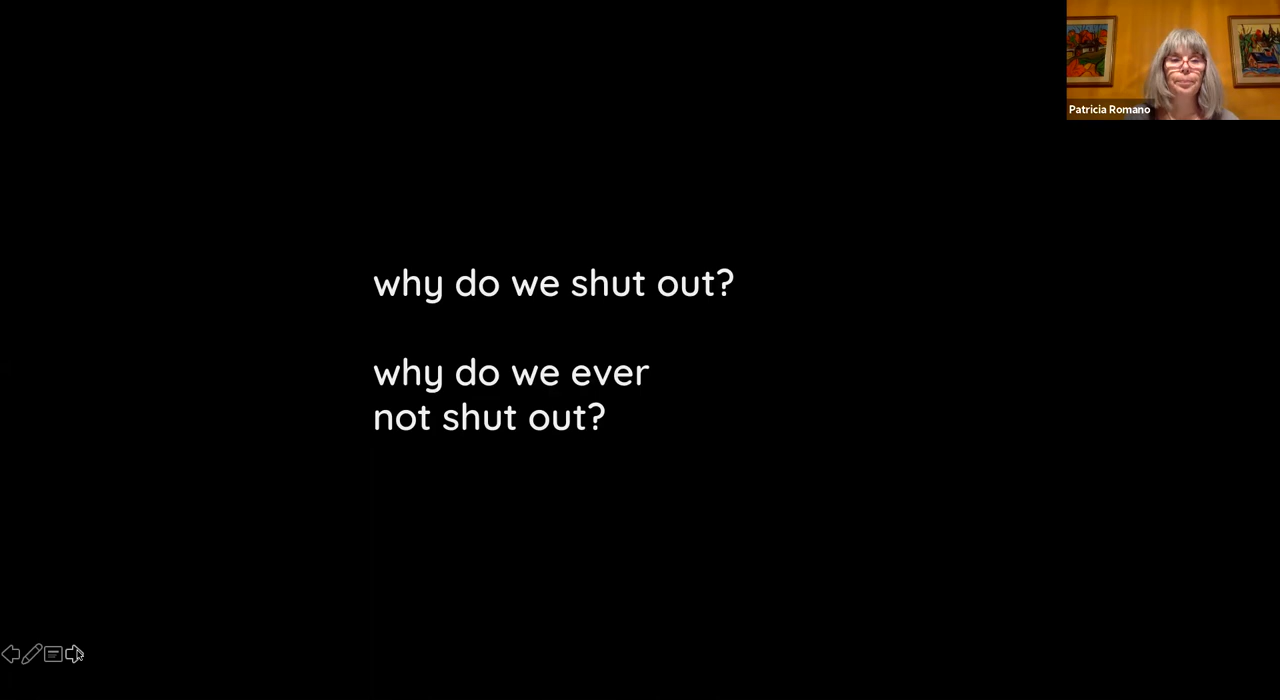 Patricia Romano
why do we shut out?
why do we ever
not shut out?